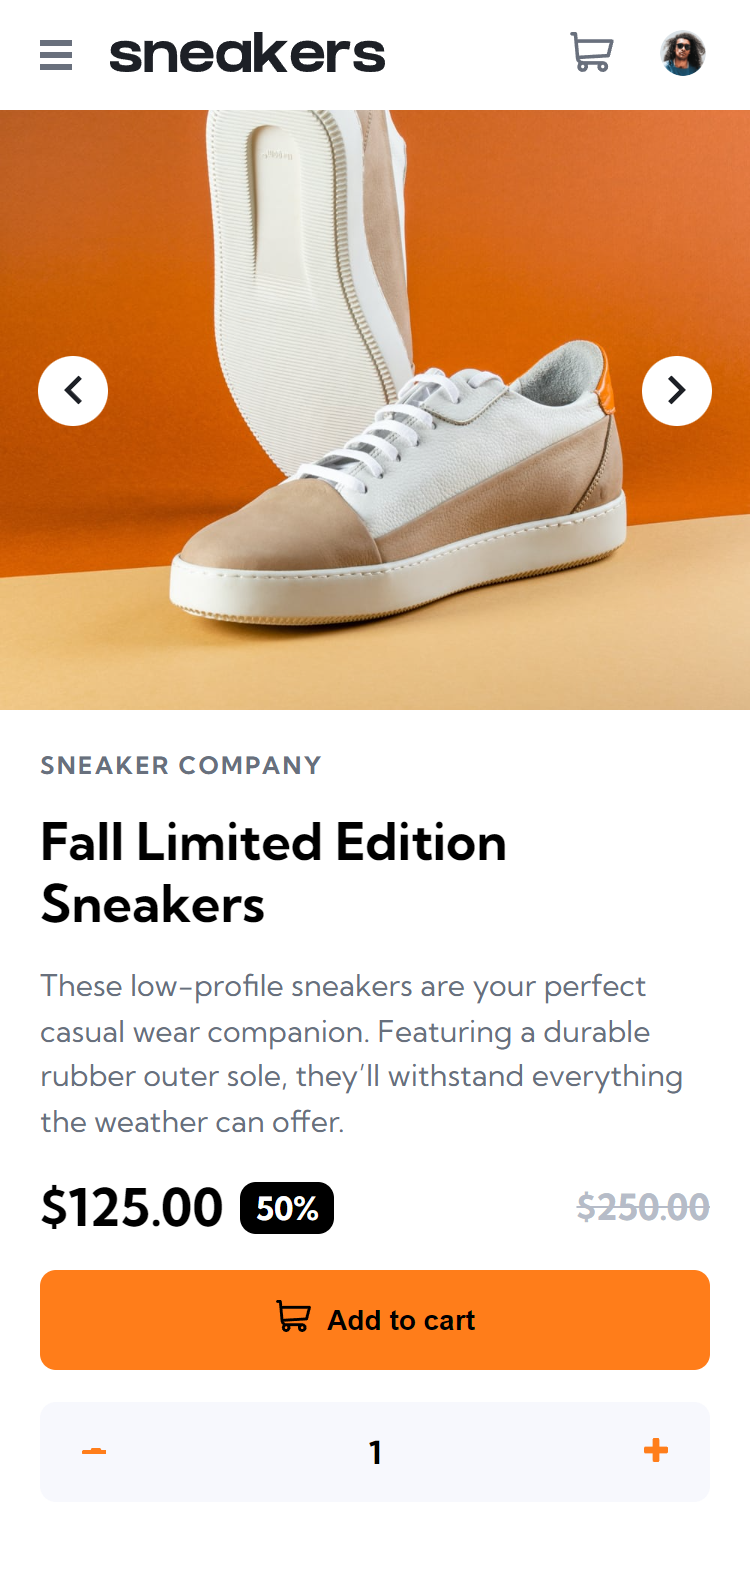 sneakers
SNEAKER COMPANY
Fall Limited Edition
Sneakers
These low-profile sneakers are your perfect
casual wear companion. Featuring a durable
rubber outer sole, they’ll withstand everything
the weather can offer.
$125.00 50% $250.00
Add to cart
1